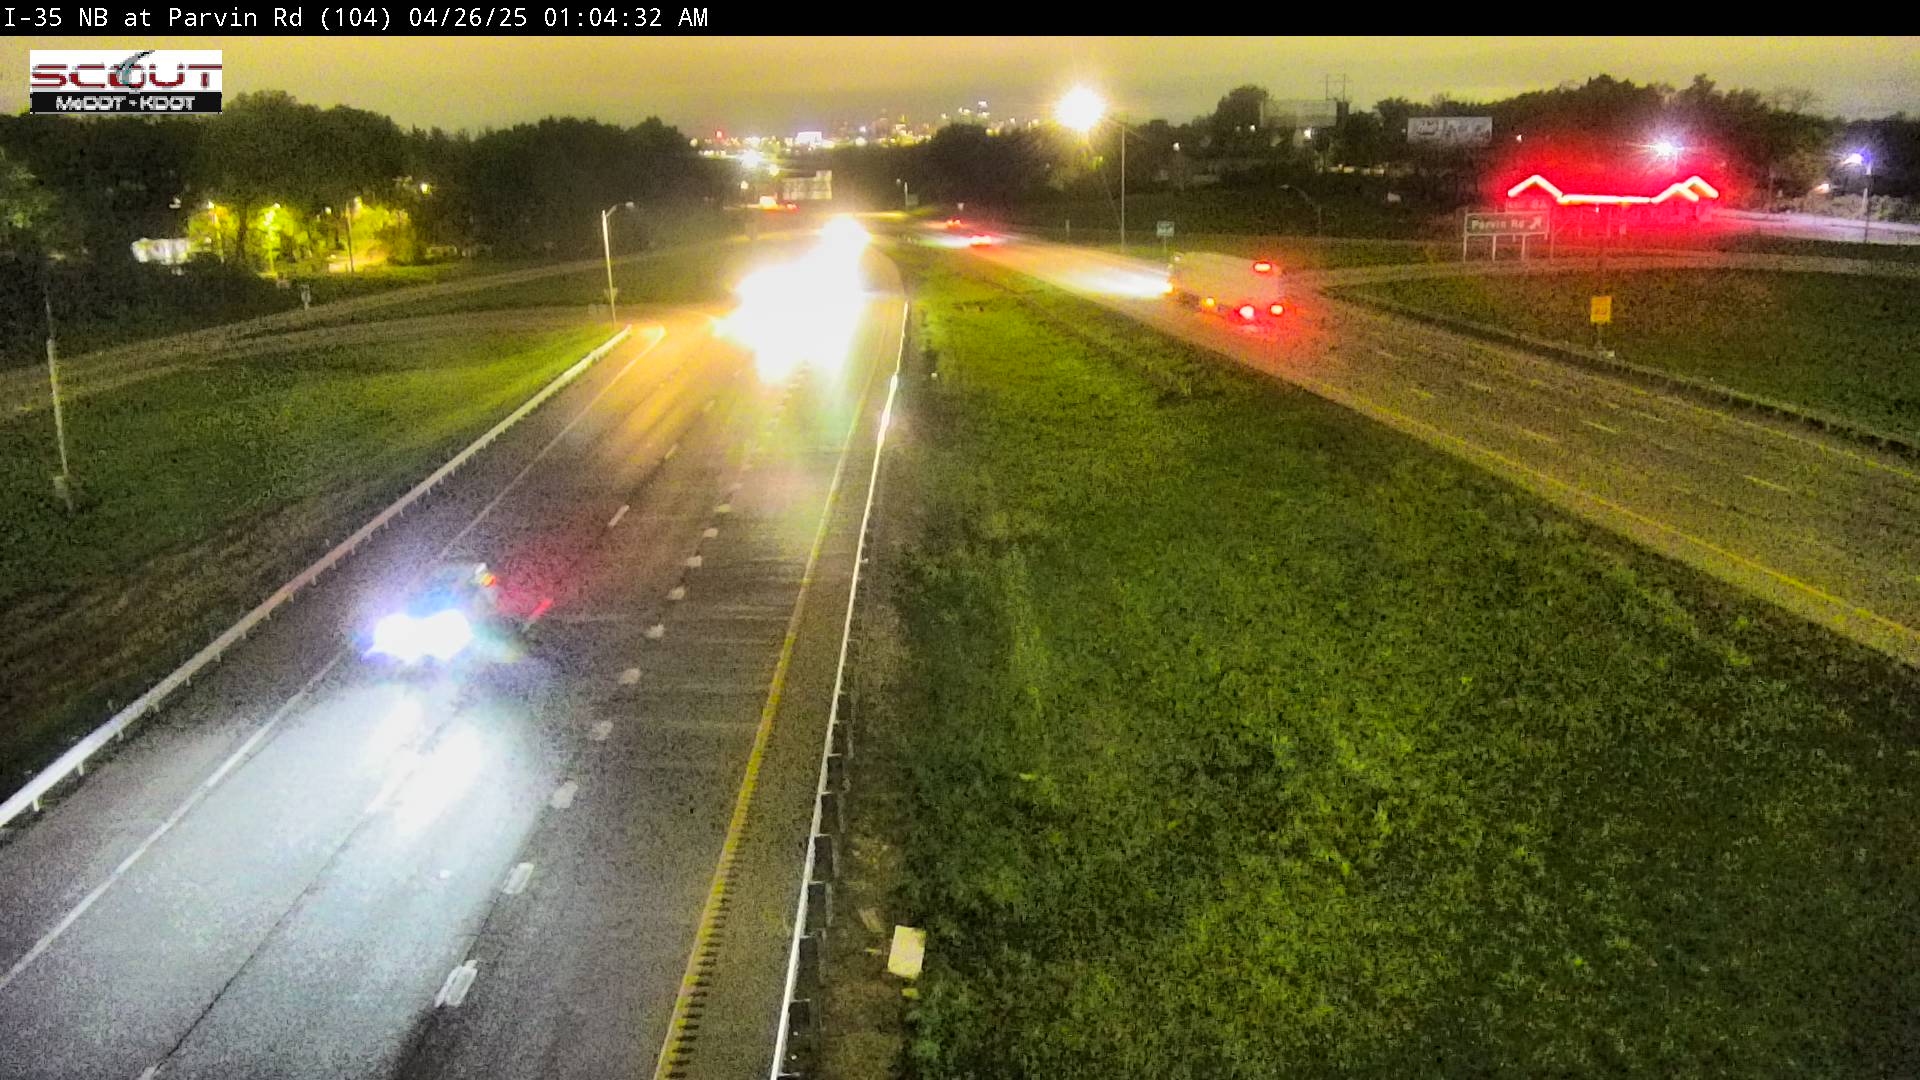 I-35 NB at Parvin Rd (104) 04/26/25 01:04:32 AM
SCOUT
MoDOT - KDOT
Parvin Rd